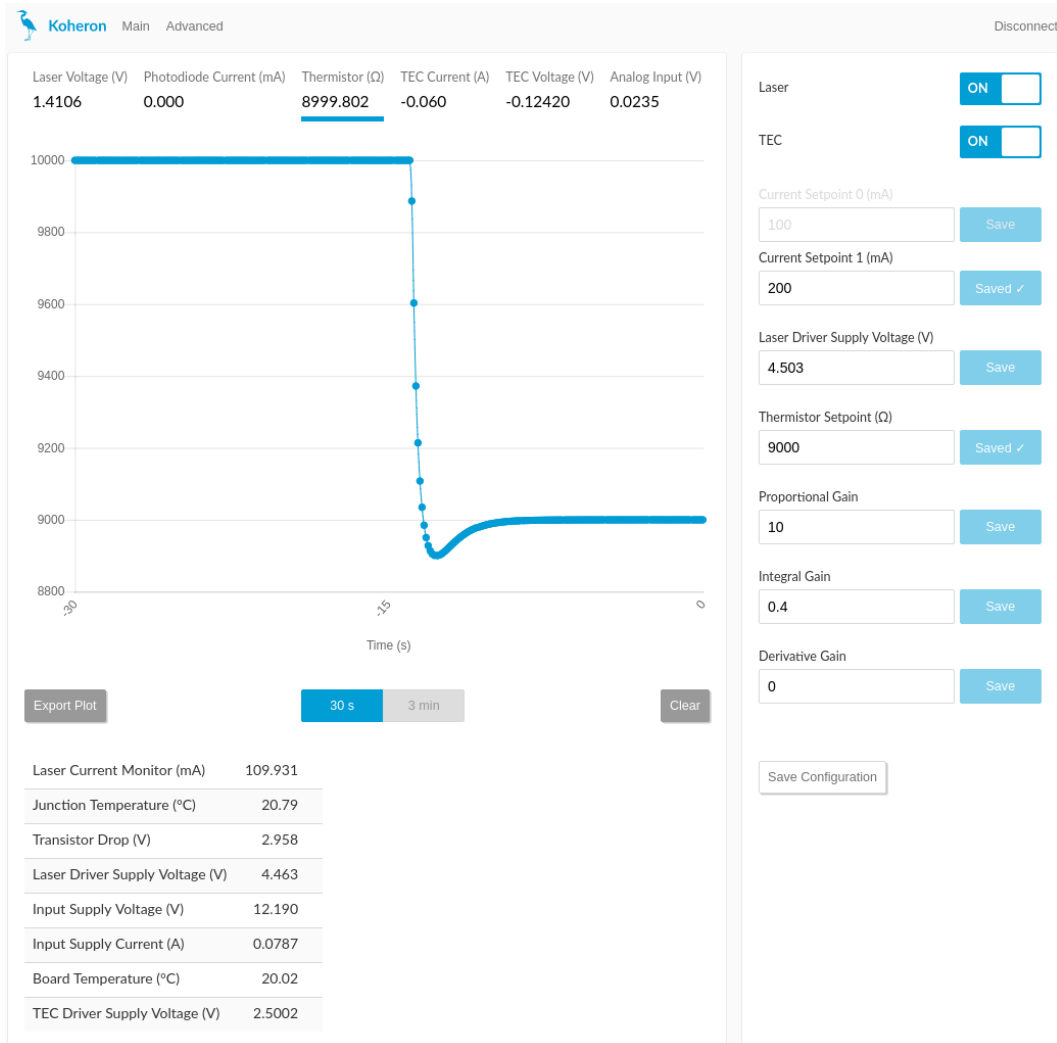 Koheron Main Advanced Disconnect
Laser Voltage (V) Photodiode Current (mA) Thermistor (Ω) TEC Current (A) TEC Voltage (V) Analog Input (V)
1.4106 0.000 8999.802 -0.060 -0.12420 0.0235
10000
9800
9600
9400
9200
9000
8800
-30 -15 0
Time (s)
Export Plot 30 s 3 min Clear
Laser Current Monitor (mA) 109.931
Junction Temperature (°C) 20.79
Transistor Drop (V) 2.958
Laser Driver Supply Voltage (V) 4.463
Input Supply Voltage (V) 12.190
Input Supply Current (A) 0.0787
Board Temperature (°C) 20.02
TEC Driver Supply Voltage (V) 2.5002
Laser ON
TEC ON
Current Setpoint 0 (mA)
100 Save
Current Setpoint 1 (mA)
200 Saved ✓
Laser Driver Supply Voltage (V)
4.503 Save
Thermistor Setpoint (Ω)
9000 Saved ✓
Proportional Gain
10 Save
Integral Gain
0.4 Save
Derivative Gain
0 Save
Save Configuration